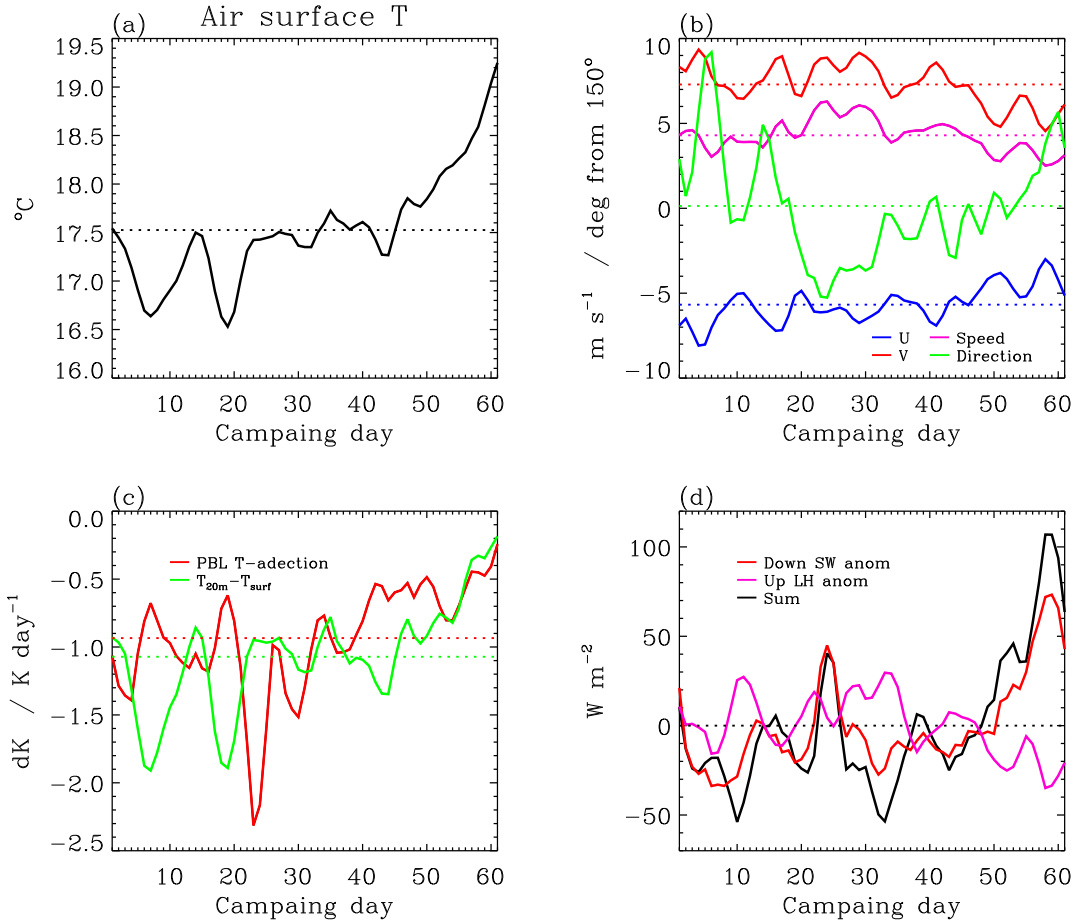 Air surface T
(a)
19.5
19.0
18.5
18.0
17.5
17.0
16.5
16.0
°C
10 20 30 40 50 60
Campaing day
(b)
10
5
0
−5
−10
m s⁻¹ / deg from 150°
U
V
Speed
Direction
10 20 30 40 50 60
Campaing day
(c)
0.0
−0.5
−1.0
−1.5
−2.0
−2.5
dK / K day⁻¹
PBL T−adection
T20m−Tsurf
10 20 30 40 50 60
Campaing day
(d)
100
50
0
−50
W m⁻²
Down SW anom
Up LH anom
Sum
10 20 30 40 50 60
Campaing day